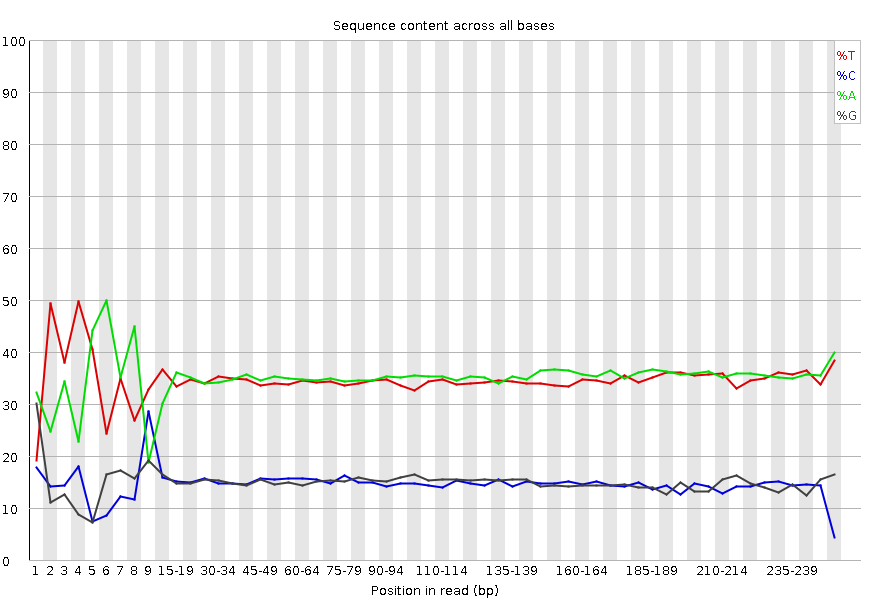 Sequence content across all bases
100
90
80
70
60
50
40
30
20
10
0
%T
%C
%A
%G
1 2 3 4 5 6 7 8 9 15-19 30-34 45-49 60-64 75-79 90-94 110-114 135-139 160-164 185-189 210-214 235-239
Position in read (bp)